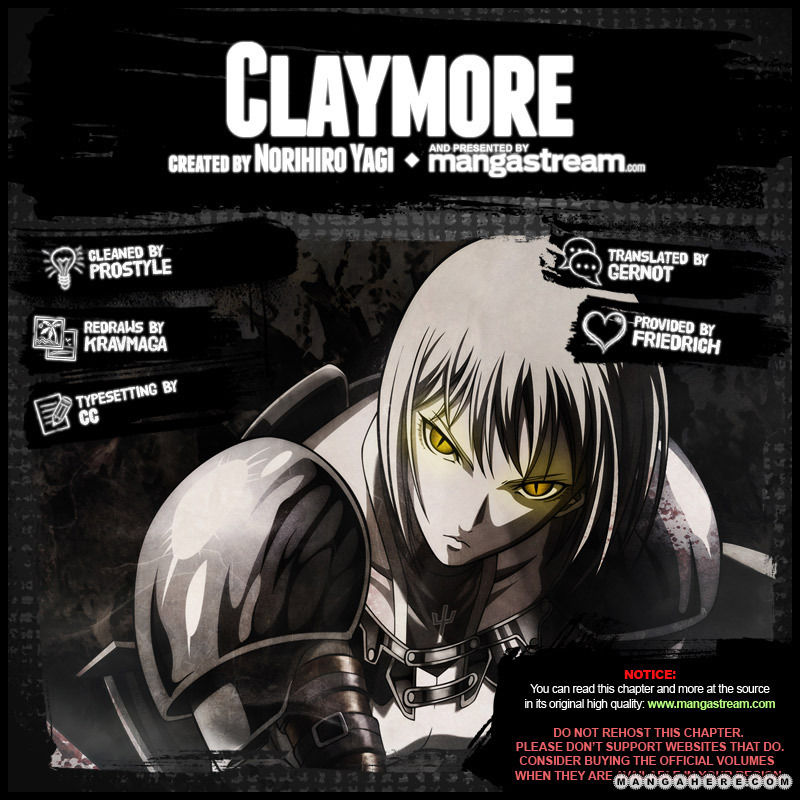 CLAYMORE
CREATED BY NORIHIRO YAGI ◆ AND PRESENTED BY mangastream.com
CLEANED BY
PROSTYLE
REDRAWS BY
KRAVMAGA
TYPESETTING BY
CC
TRANSLATED BY
GERNOT
PROVIDED BY
FRIEDRICH
NOTICE:
You can read this chapter and more at the source
in its original high quality: www.mangastream.com
DO NOT REHOST THIS CHAPTER.
PLEASE DON'T SUPPORT WEBSITES THAT DO.
CONSIDER BUYING THE OFFICIAL VOLUMES
WHEN THEY ARE
MANGAHERE.COM